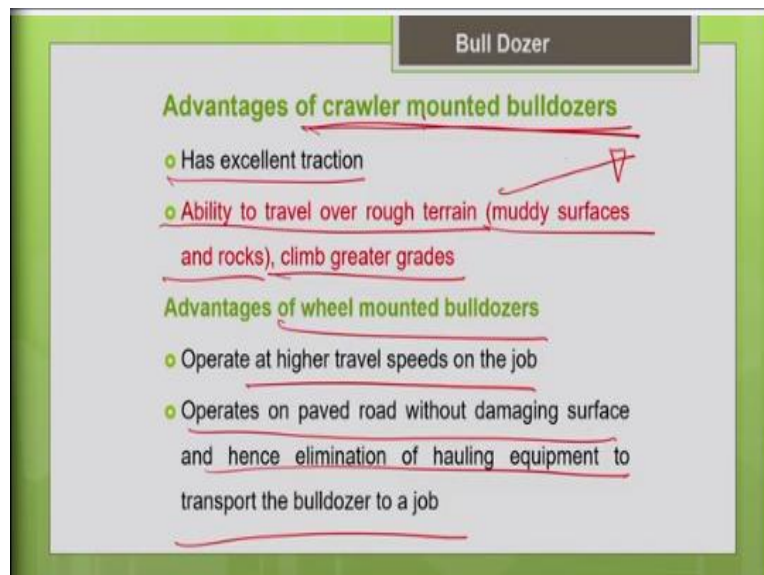 Bull Dozer
Advantages of crawler mounted bulldozers
Has excellent traction
Ability to travel over rough terrain (muddy surfaces
and rocks), climb greater grades
Advantages of wheel mounted bulldozers
Operate at higher travel speeds on the job
Operates on paved road without damaging surface
and hence elimination of hauling equipment to
transport the bulldozer to a job